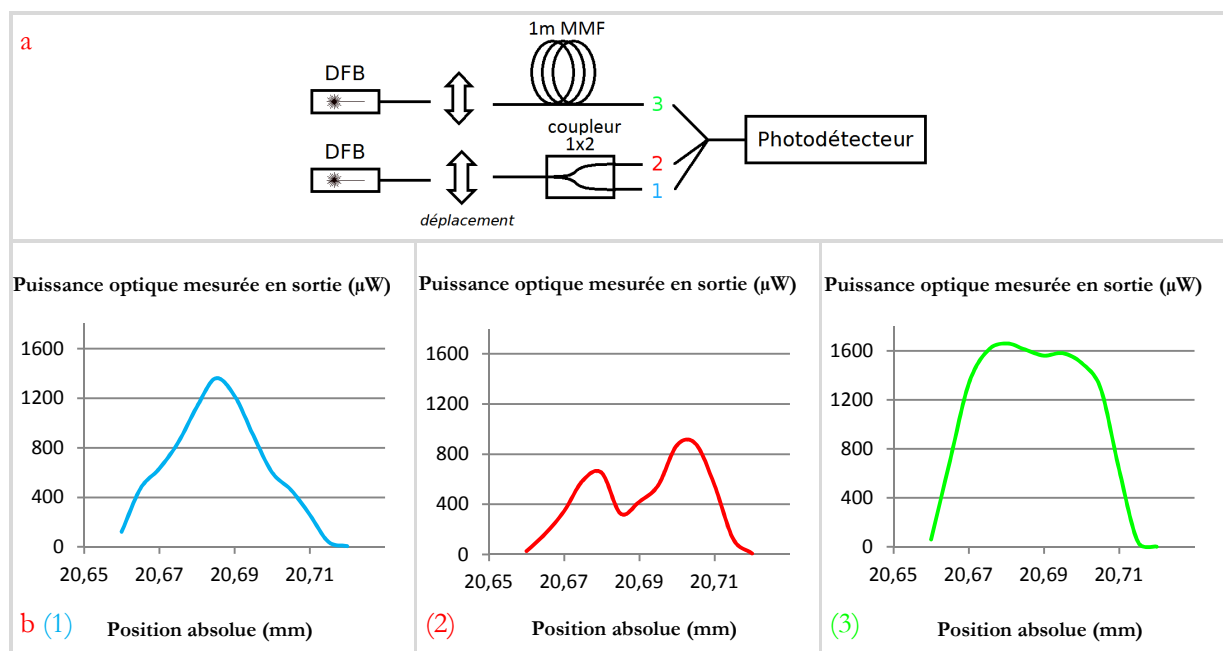 a
1m MMF
DFB
3
coupleur
1x2
DFB
2
1
Photodétecteur
déplacement
Puissance optique mesurée en sortie (µW)
1600
1200
800
400
0
20,65 20,67 20,69 20,71
b (1) Position absolue (mm)
Puissance optique mesurée en sortie (µW)
1600
1200
800
400
0
20,65 20,67 20,69 20,71
(2) Position absolue (mm)
Puissance optique mesurée en sortie (µW)
1600
1200
800
400
0
20,65 20,67 20,69 20,71
(3) Position absolue (mm)